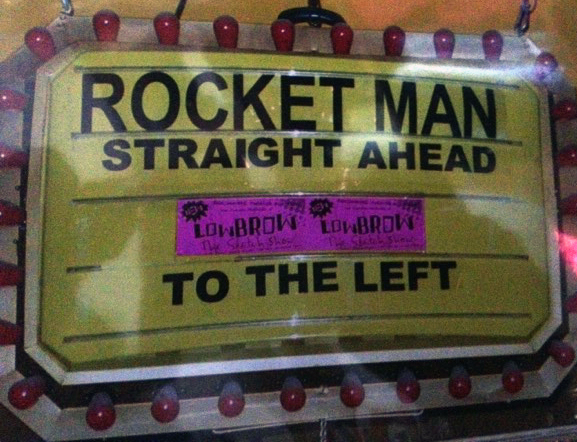 ROCKET MAN
STRAIGHT AHEAD
LOWBROW LOWBROW
The Sketch Show The Sketch Show
TO THE LEFT